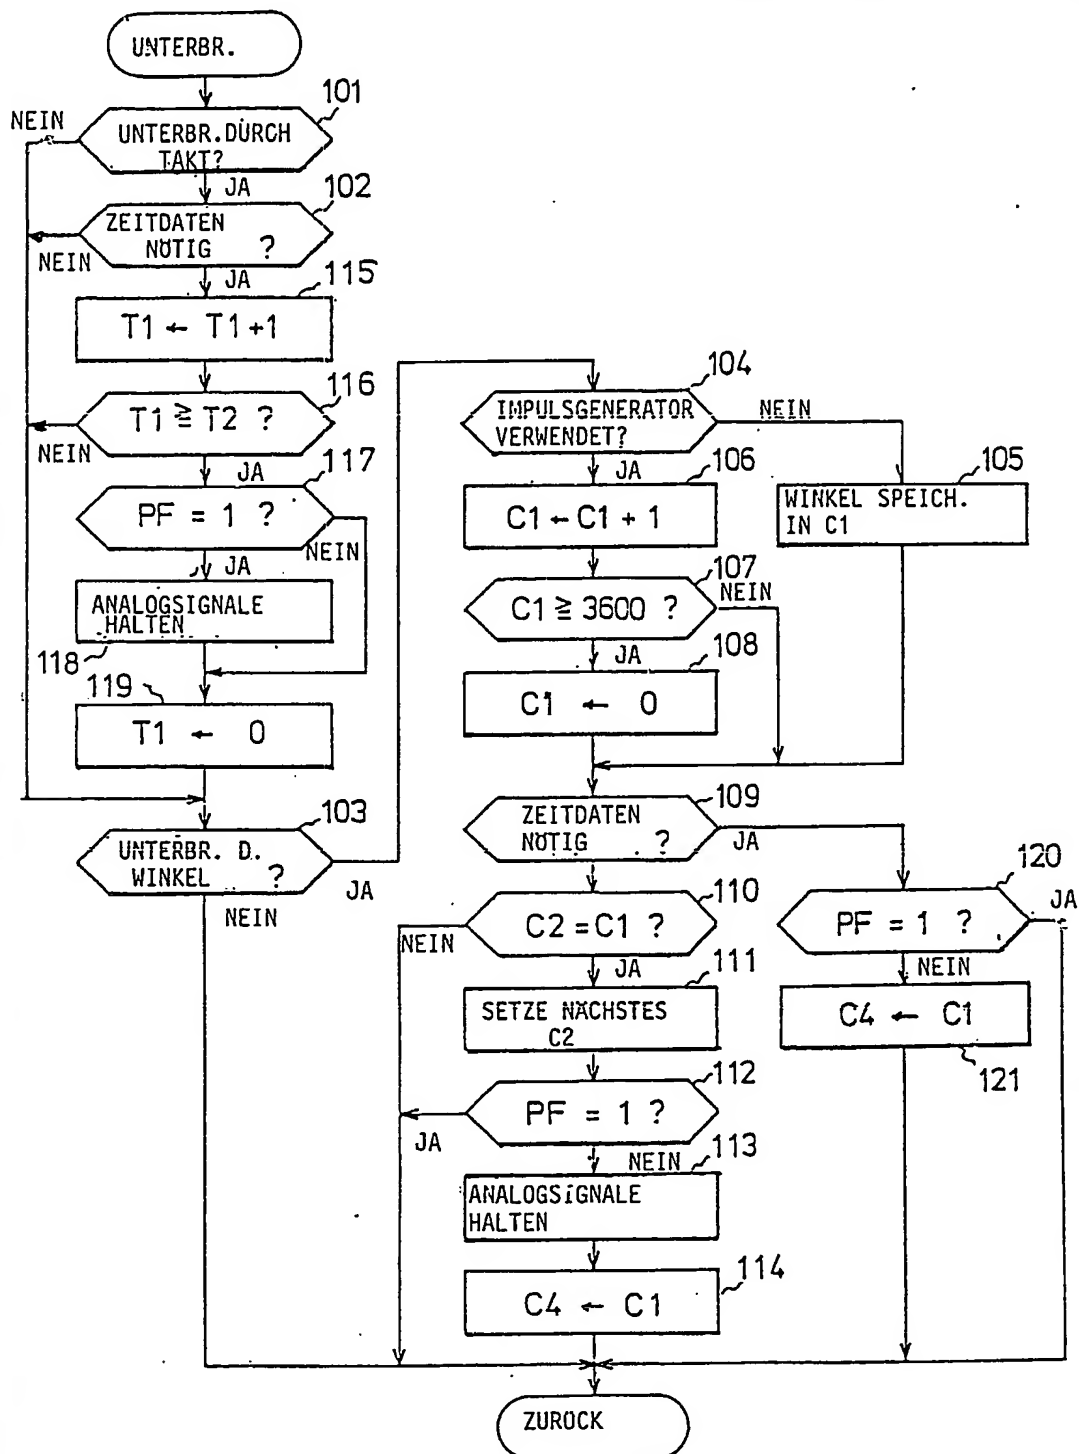 UNTERBR.
101
NEIN
UNTERBR.DURCH
TAKT?
JA
102
ZEITDATEN
NÖTIG ?
NEIN
JA
115
T1 ← T1+1
116
T1 ≧ T2 ?
NEIN
JA
117
PF = 1 ?
NEIN
JA
ANALOGSIGNALE
HALTEN
118
119
T1 ← 0
103
UNTERBR. D.
WINKEL ?
JA
NEIN
104
IMPULSGENERATOR
VERWENDET?
NEIN
JA
106
C1 ← C1 + 1
105
WINKEL SPEICH.
IN C1
107
C1 ≧ 3600 ?
NEIN
JA
108
C1 ← 0
109
ZEITDATEN
NÖTIG ?
JA
110
C2 = C1 ?
NEIN
JA
111
SETZE NÄCHSTES
C2
112
PF = 1 ?
JA
NEIN
113
ANALOGSIGNALE
HALTEN
114
C4 ← C1
120
PF = 1 ?
JA
NEIN
C4 ← C1
121
ZURÜCK